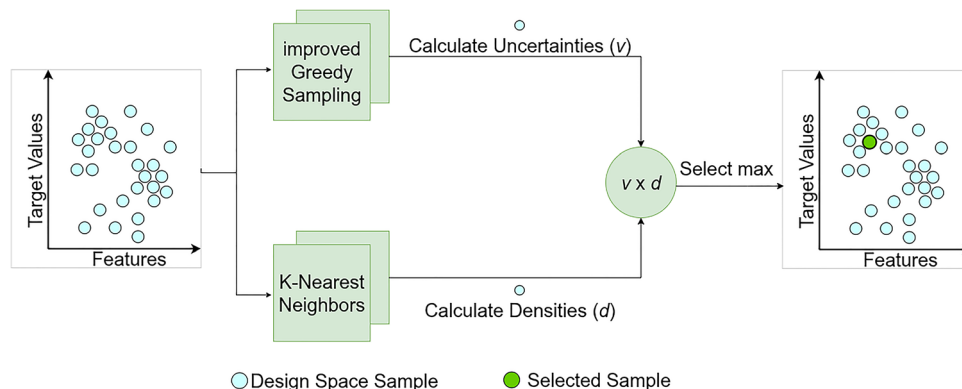 improved
Greedy
Sampling
Calculate Uncertainties (v)
Target Values
Features
v x d
Select max
Target Values
Features
K-Nearest
Neighbors
Calculate Densities (d)
Design Space Sample
Selected Sample